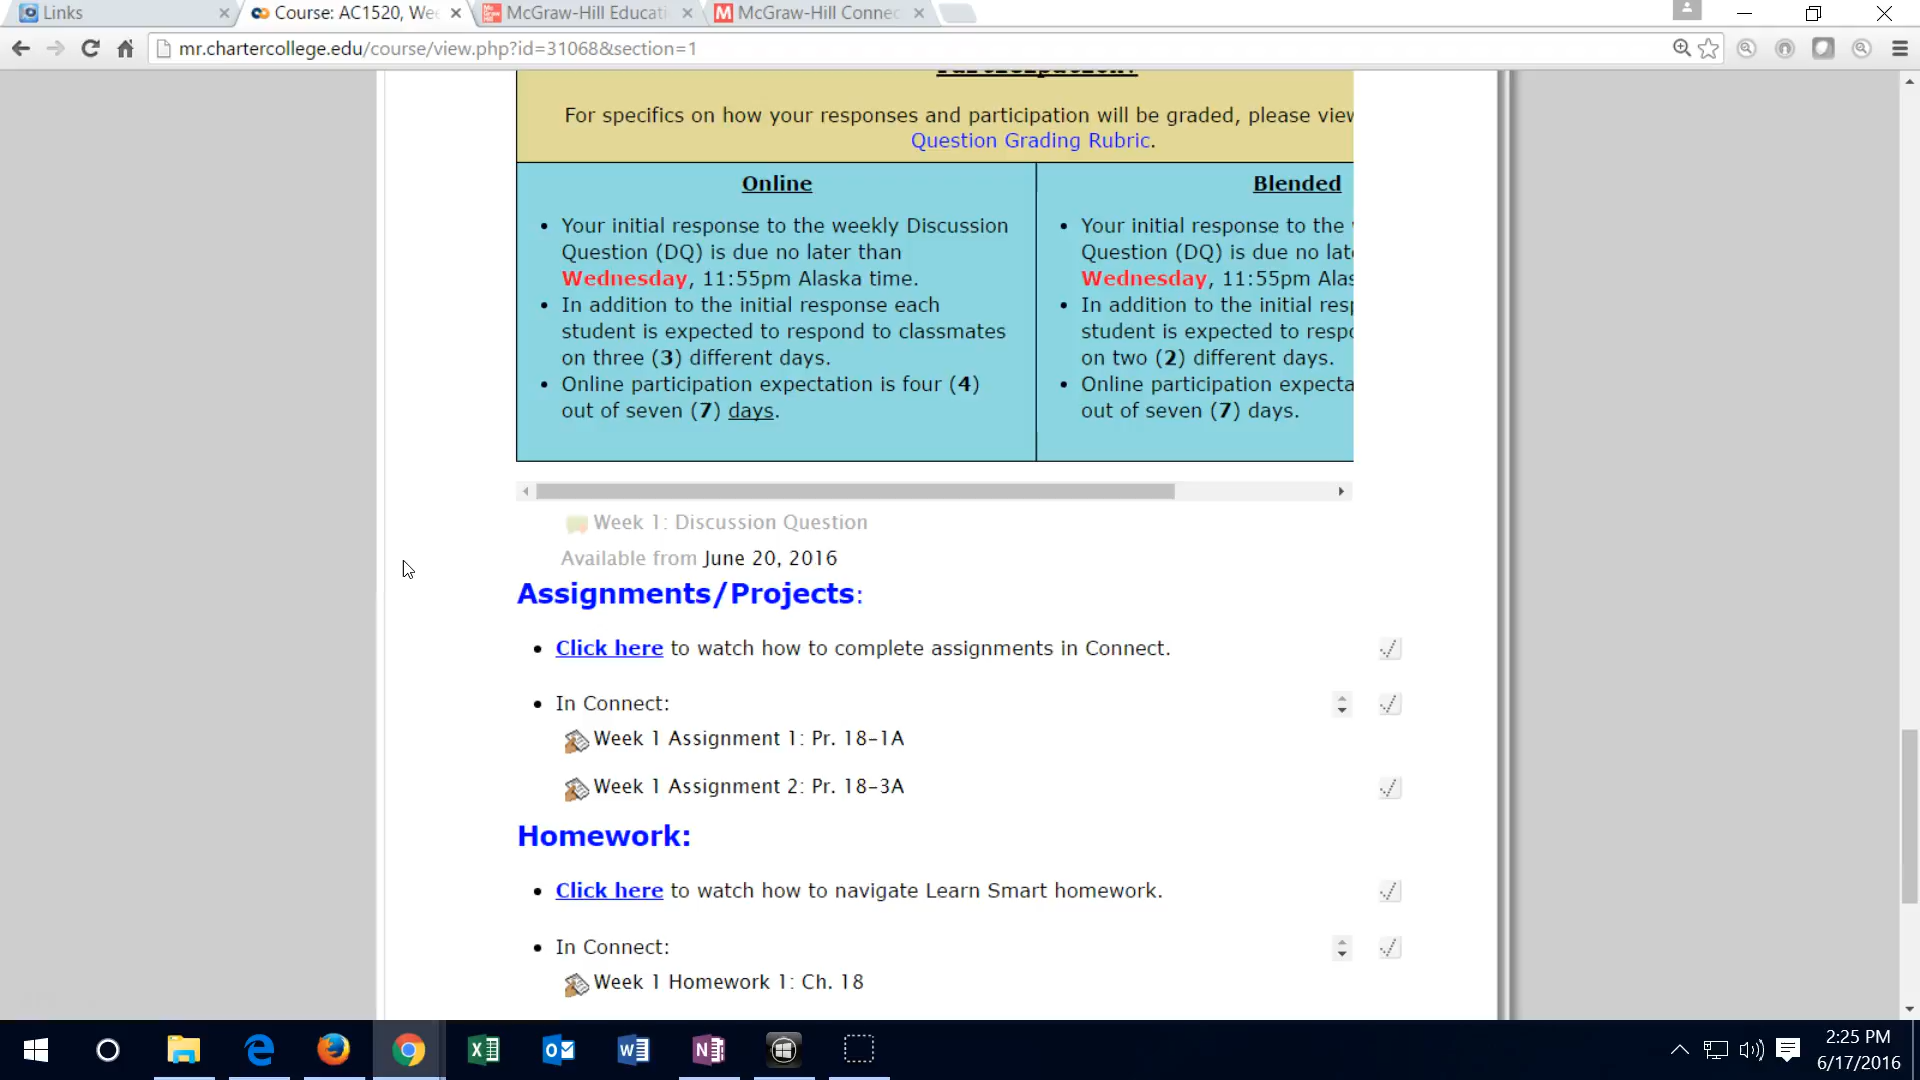 Links
Course: AC1520, Wee
McGraw-Hill Educati
McGraw-Hill Connec
mr.chartercollege.edu/course/view.php?id=31068&section=1
Participation:
For specifics on how your responses and participation will be graded, please view
Question Grading Rubric.
Online
• Your initial response to the weekly Discussion
Question (DQ) is due no later than
Wednesday, 11:55pm Alaska time.
• In addition to the initial response each
student is expected to respond to classmates
on three (3) different days.
• Online participation expectation is four (4)
out of seven (7) days.
Blended
• Your initial response to the
Question (DQ) is due no late
Wednesday, 11:55pm Alas
• In addition to the initial resp
student is expected to respo
on two (2) different days.
• Online participation expecta
out of seven (7) days.
Week 1: Discussion Question
Available from June 20, 2016
Assignments/Projects:
• Click here to watch how to complete assignments in Connect.
• In Connect:
Week 1 Assignment 1: Pr. 18-1A
Week 1 Assignment 2: Pr. 18-3A
Homework:
• Click here to watch how to navigate Learn Smart homework.
• In Connect:
Week 1 Homework 1: Ch. 18
2:25 PM
6/17/2016